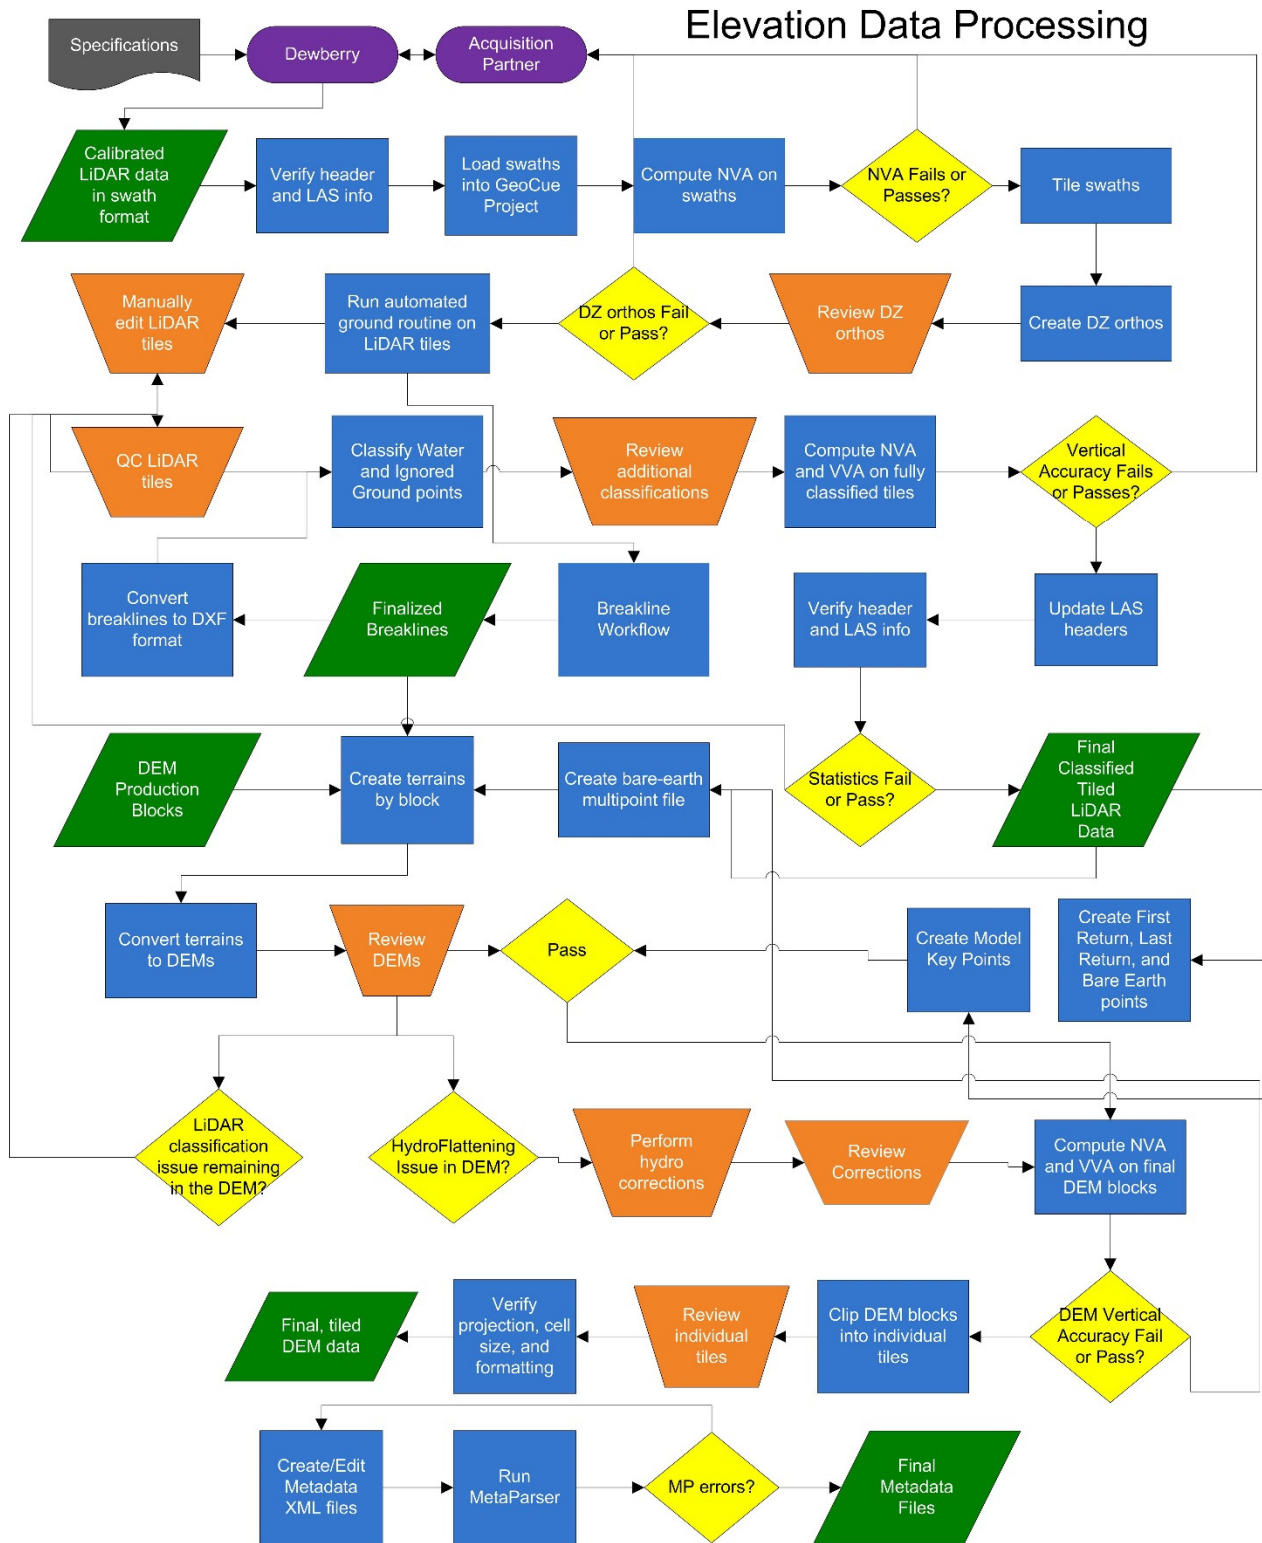 Elevation Data Processing
Specifications
Dewberry
Acquisition
Partner
Calibrated
LiDAR data
in swath
format
Verify header
and LAS info
Load swaths
into GeoCue
Project
Compute NVA on
swaths
NVA Fails or
Passes?
Tile swaths
Manually
edit LiDAR
tiles
Run automated
ground routine on
LiDAR tiles
DZ orthos Fail
or Pass?
Review DZ
orthos
Create DZ orthos
QC LiDAR
tiles
Classify Water
and Ignored
Ground points
Review
additional
classifications
Compute NVA
and VVA on fully
classified tiles
Vertical
Accuracy Fails
or Passes?
Convert
breaklines to DXF
format
Finalized
Breaklines
Breakline
Workflow
Verify header
and LAS info
Update LAS
headers
DEM
Production
Blocks
Create terrains
by block
Create bare-earth
multipoint file
Statistics Fail
or Pass?
Final
Classified
Tiled
LiDAR
Data
Convert terrains
to DEMs
Review
DEMs
Pass
Create Model
Key Points
Create First
Return, Last
Return, and
Bare Earth
points
LiDAR
classification
issue remaining
in the DEM?
HydroFlattening
Issue in DEM?
Perform
hydro
corrections
Review
Corrections
Compute NVA
and VVA on final
DEM blocks
Final, tiled
DEM data
Verify
projection, cell
size, and
formatting
Review
individual
tiles
Clip DEM blocks
into individual
tiles
DEM Vertical
Accuracy Fail
or Pass?
Create/Edit
Metadata
XML files
Run
MetaParser
MP errors?
Final
Metadata
Files